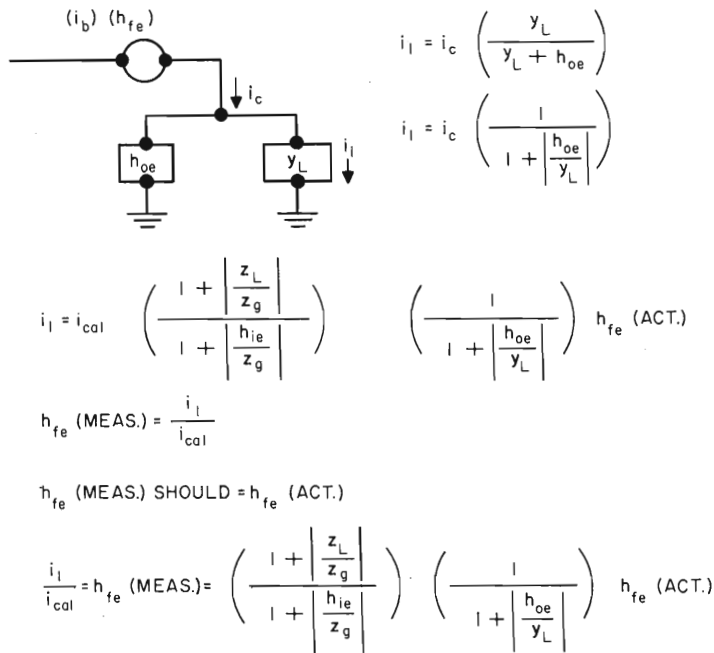 (i_b) (h_fe)
i_c
h_oe
y_L
i_l
i_l = i_c ( y_L / (y_L + h_oe) )
i_l = i_c ( 1 / (1 + |h_oe / y_L|) )
i_l = i_cal ( (1 + |z_L / z_g|) / (1 + |h_ie / z_g|) ) ( 1 / (1 + |h_oe / y_L|) ) h_fe (ACT.)
h_fe (MEAS.) = i_l / i_cal
h_fe (MEAS.) SHOULD = h_fe (ACT.)
i_l / i_cal = h_fe (MEAS.) = ( (1 + |z_L / z_g|) / (1 + |h_ie / z_g|) ) ( 1 / (1 + |h_oe / y_L|) ) h_fe (ACT.)